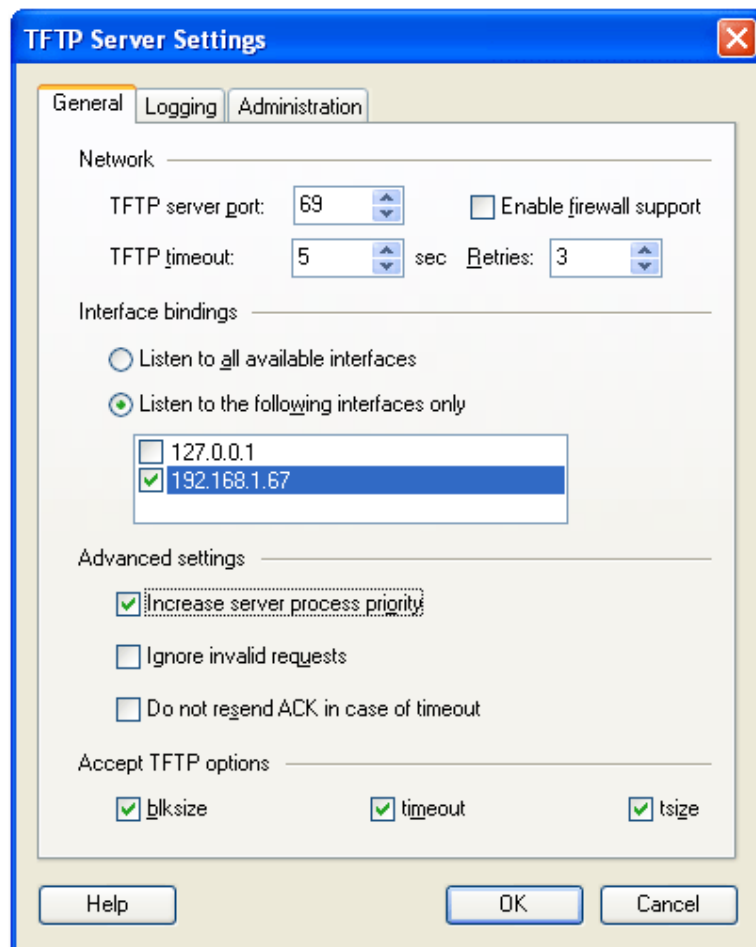 TFTP Server Settings
General Logging Administration
Network
TFTP server port: 69 Enable firewall support
TFTP timeout: 5 sec Retries: 3
Interface bindings
Listen to all available interfaces
Listen to the following interfaces only
127.0.0.1
192.168.1.67
Advanced settings
Increase server process priority
Ignore invalid requests
Do not resend ACK in case of timeout
Accept TFTP options
blksize timeout tsize
Help OK Cancel